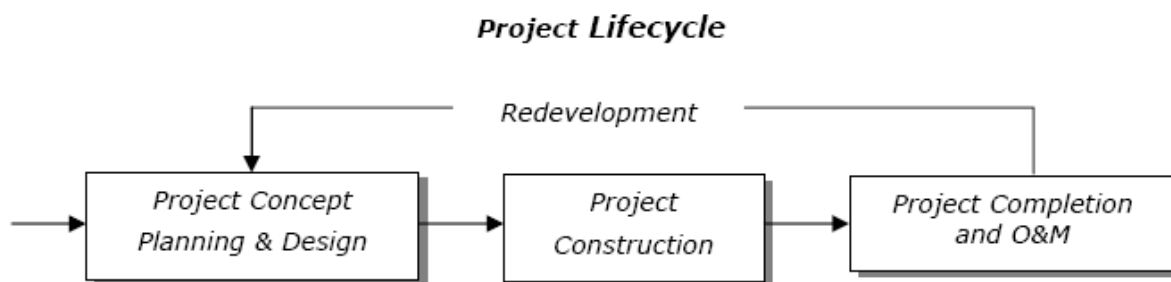 Project Lifecycle
Redevelopment
Project Concept
Planning & Design
Project
Construction
Project Completion
and O&M